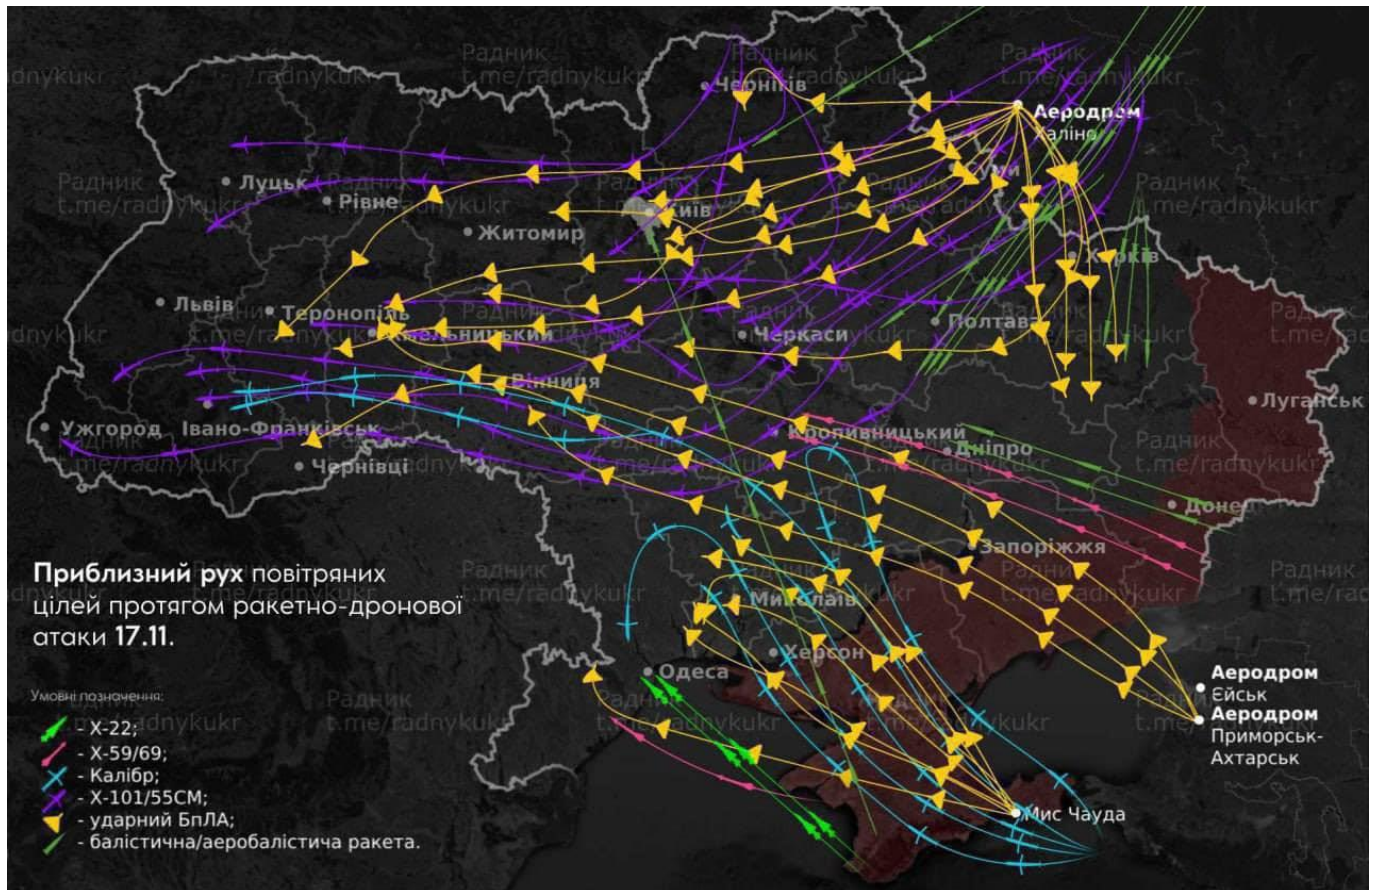 Радник
t.me/radnykukr
Чернігів
Аеродром
Халіно
Луцьк
Рівне
Київ
Суми
Житомир
Харків
Львів
Теронопіль
Хмельницький
Черкаси
Полтава
Вінниця
Луганськ
Ужгород
Івано-Франківськ
Кропивницький
Дніпро
Чернівці
Донецьк
Запоріжжя
Приблизний рух повітряних
цілей протягом ракетно-дронової
атаки 17.11.
Миколаїв
Херсон
Одеса
Аеродром
Єйськ
Аеродром
Приморськ-
Ахтарськ
Мис Чауда
Умовні позначення:
- Х-22;
- Х-59/69;
- Калібр;
- Х-101/55СМ;
- ударний БпЛА;
- балістична/аеробалістича ракета.